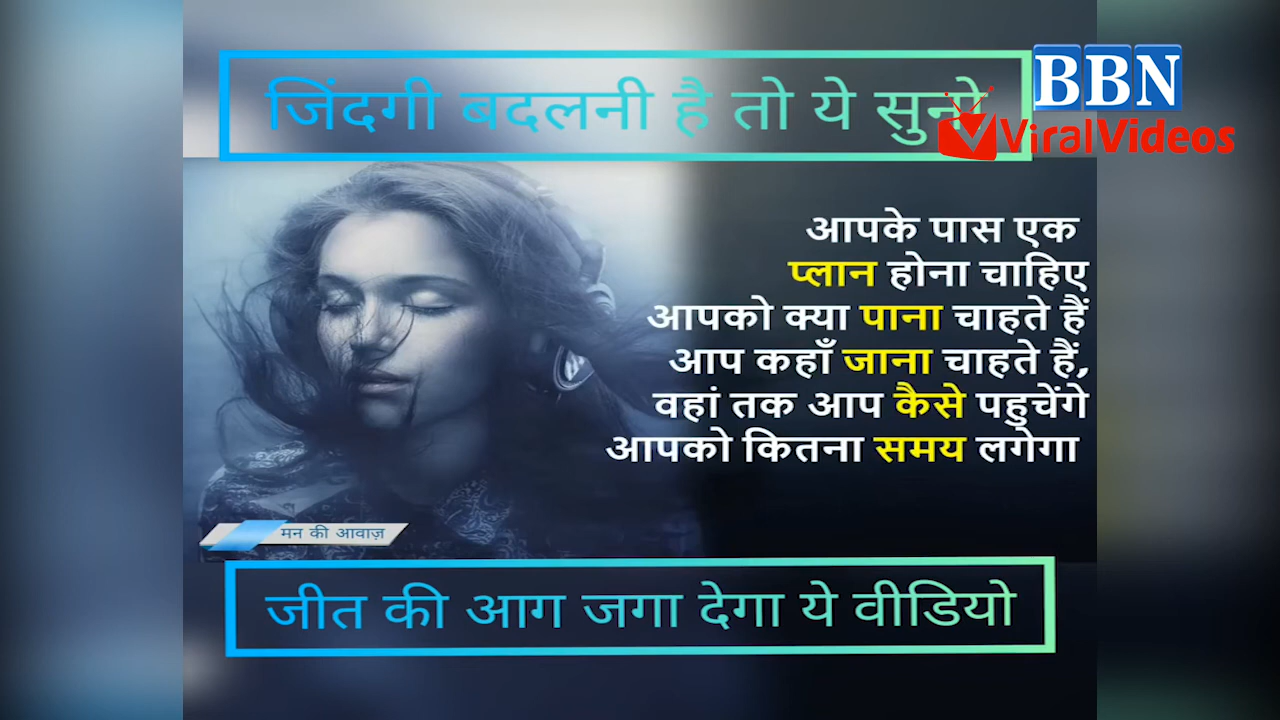 जिंदगी बदलनी है तो ये सुनो
BBN
ViralVideos
आपके पास एक
प्लान होना चाहिए
आपको क्या पाना चाहते हैं
आप कहाँ जाना चाहते हैं,
वहां तक आप कैसे पहुचेंगे
आपको कितना समय लगेगा
मन की आवाज़
जीत की आग जगा देगा ये वीडियो